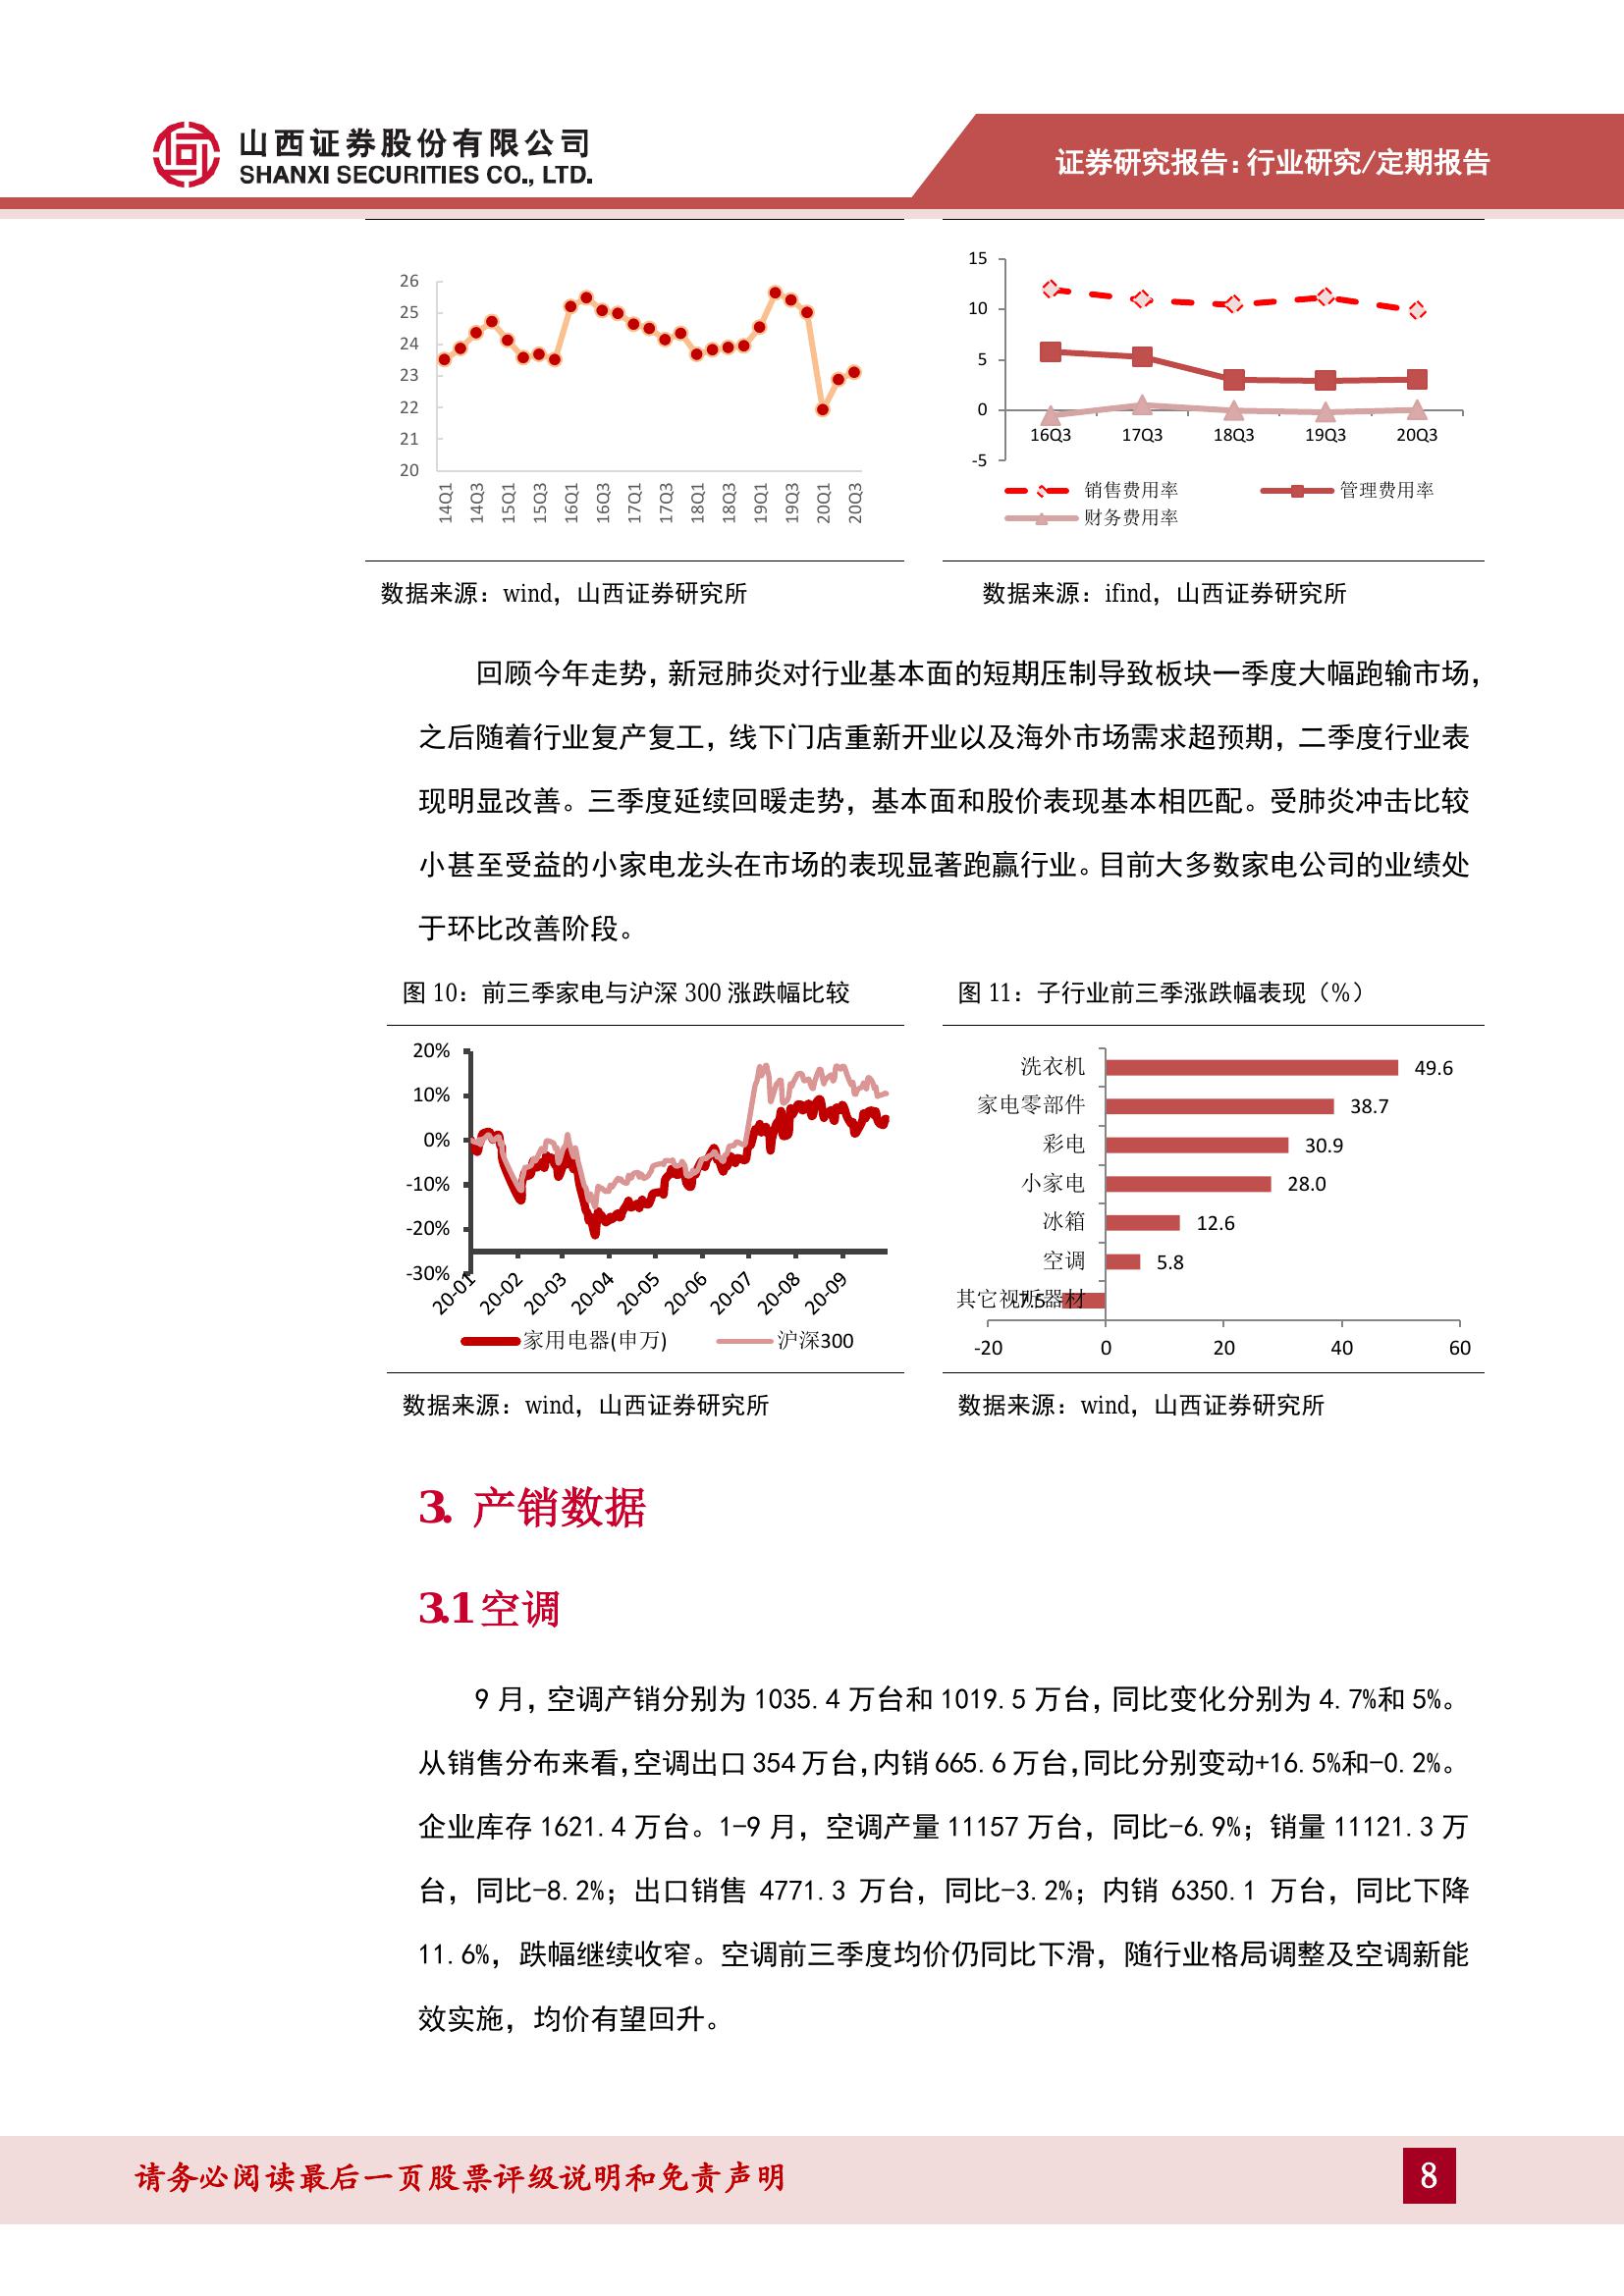 山西证券股份有限公司
SHANXI SECURITIES CO., LTD.
证券研究报告：行业研究/定期报告
26
25
24
23
22
21
20
14Q1 14Q3 15Q1 15Q3 16Q1 16Q3 17Q1 17Q3 18Q1 18Q3 19Q1 19Q3 20Q1 20Q3
15
10
5
0
-5
16Q3 17Q3 18Q3 19Q3 20Q3
销售费用率 管理费用率
财务费用率
数据来源：wind，山西证券研究所
数据来源：ifind，山西证券研究所
回顾今年走势，新冠肺炎对行业基本面的短期压制导致板块一季度大幅跑输市场，
之后随着行业复产复工，线下门店重新开业以及海外市场需求超预期，二季度行业表
现明显改善。三季度延续回暖走势，基本面和股价表现基本相匹配。受肺炎冲击比较
小甚至受益的小家电龙头在市场的表现显著跑赢行业。目前大多数家电公司的业绩处
于环比改善阶段。
图 10：前三季家电与沪深 300 涨跌幅比较
20%
10%
0%
-10%
-20%
-30%
20-01 20-02 20-03 20-04 20-05 20-06 20-07 20-08 20-09
家用电器(申万) 沪深300
数据来源：wind，山西证券研究所
图 11：子行业前三季涨跌幅表现（%）
洗衣机 49.6
家电零部件 38.7
彩电 30.9
小家电 28.0
冰箱 12.6
空调 5.8
其它视听器材 -7.5
-20 0 20 40 60
数据来源：wind，山西证券研究所
3. 产销数据
3.1空调
9 月，空调产销分别为 1035.4 万台和 1019.5 万台，同比变化分别为 4.7%和 5%。
从销售分布来看，空调出口 354 万台，内销 665.6 万台，同比分别变动+16.5%和-0.2%。
企业库存 1621.4 万台。1-9 月，空调产量 11157 万台，同比-6.9%；销量 11121.3 万
台，同比-8.2%；出口销售 4771.3 万台，同比-3.2%；内销 6350.1 万台，同比下降
11.6%，跌幅继续收窄。空调前三季度均价仍同比下滑，随行业格局调整及空调新能
效实施，均价有望回升。
请务必阅读最后一页股票评级说明和免责声明
8